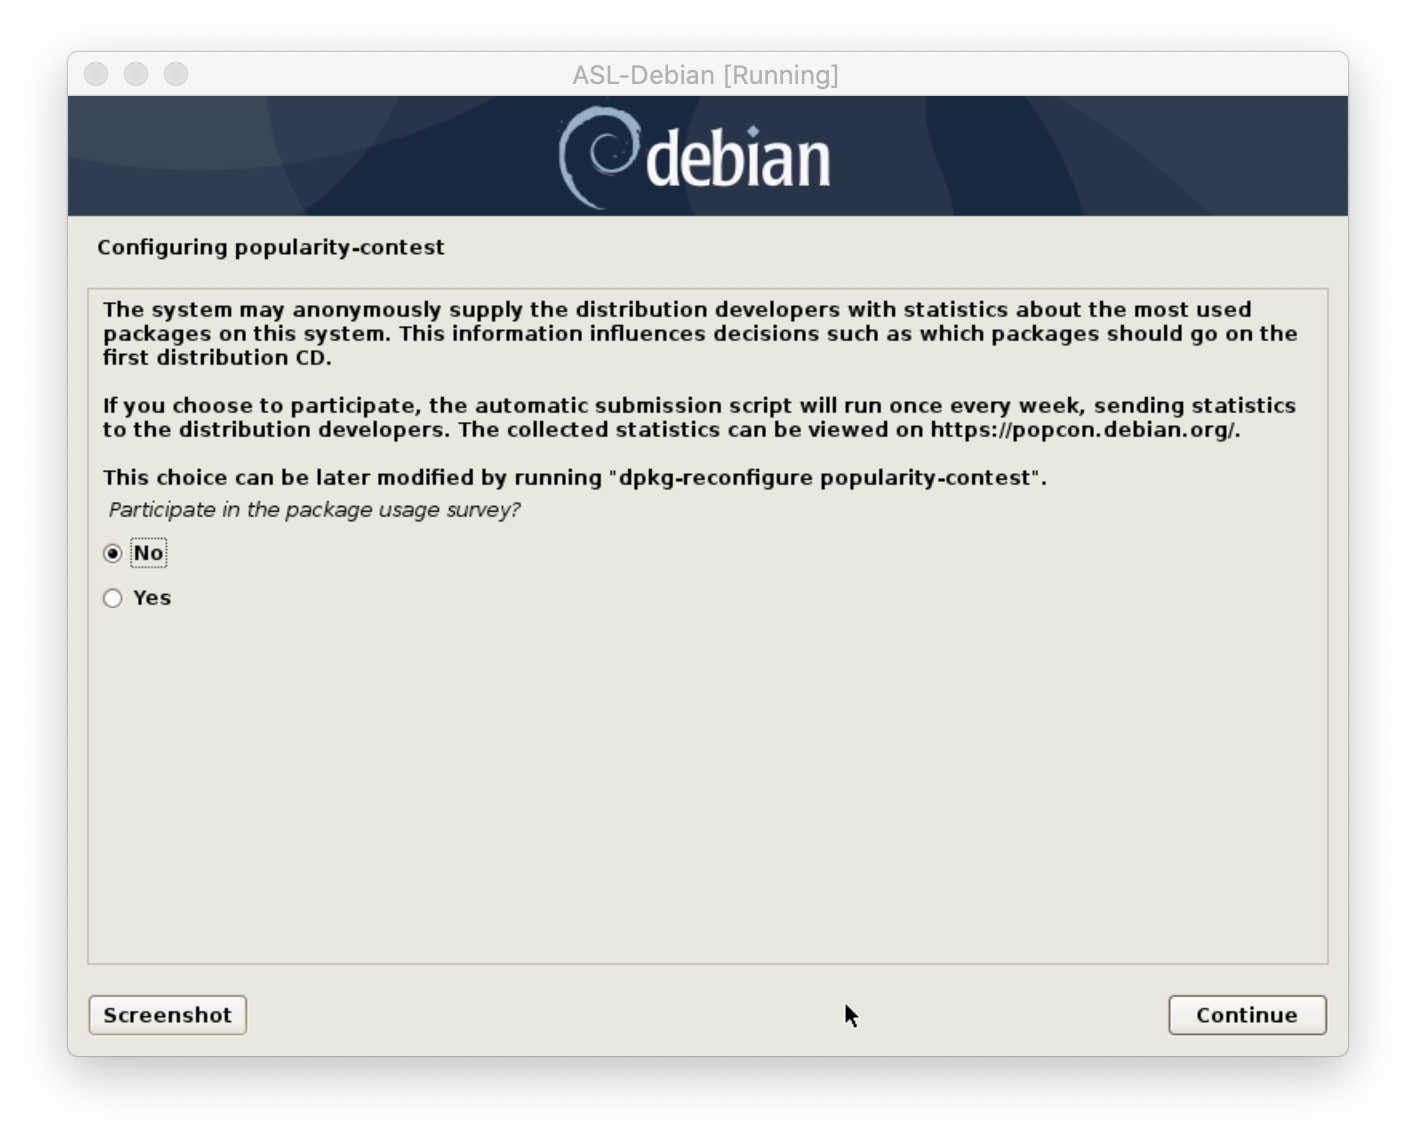 ASL-Debian [Running]
debian
Configuring popularity-contest
The system may anonymously supply the distribution developers with statistics about the most used
packages on this system. This information influences decisions such as which packages should go on the
first distribution CD.
If you choose to participate, the automatic submission script will run once every week, sending statistics
to the distribution developers. The collected statistics can be viewed on https://popcon.debian.org/.
This choice can be later modified by running "dpkg-reconfigure popularity-contest".
Participate in the package usage survey?
No
Yes
Screenshot
Continue